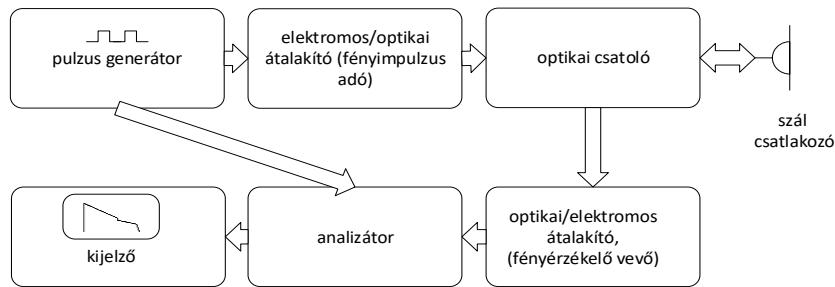 pulzus generátor
elektromos/optikai
átalakító (fényimpulzus
adó)
optikai csatoló
szál
csatlakozó
kijelző
analizátor
optikai/elektromos
átalakító,
(fényérzékelő vevő)